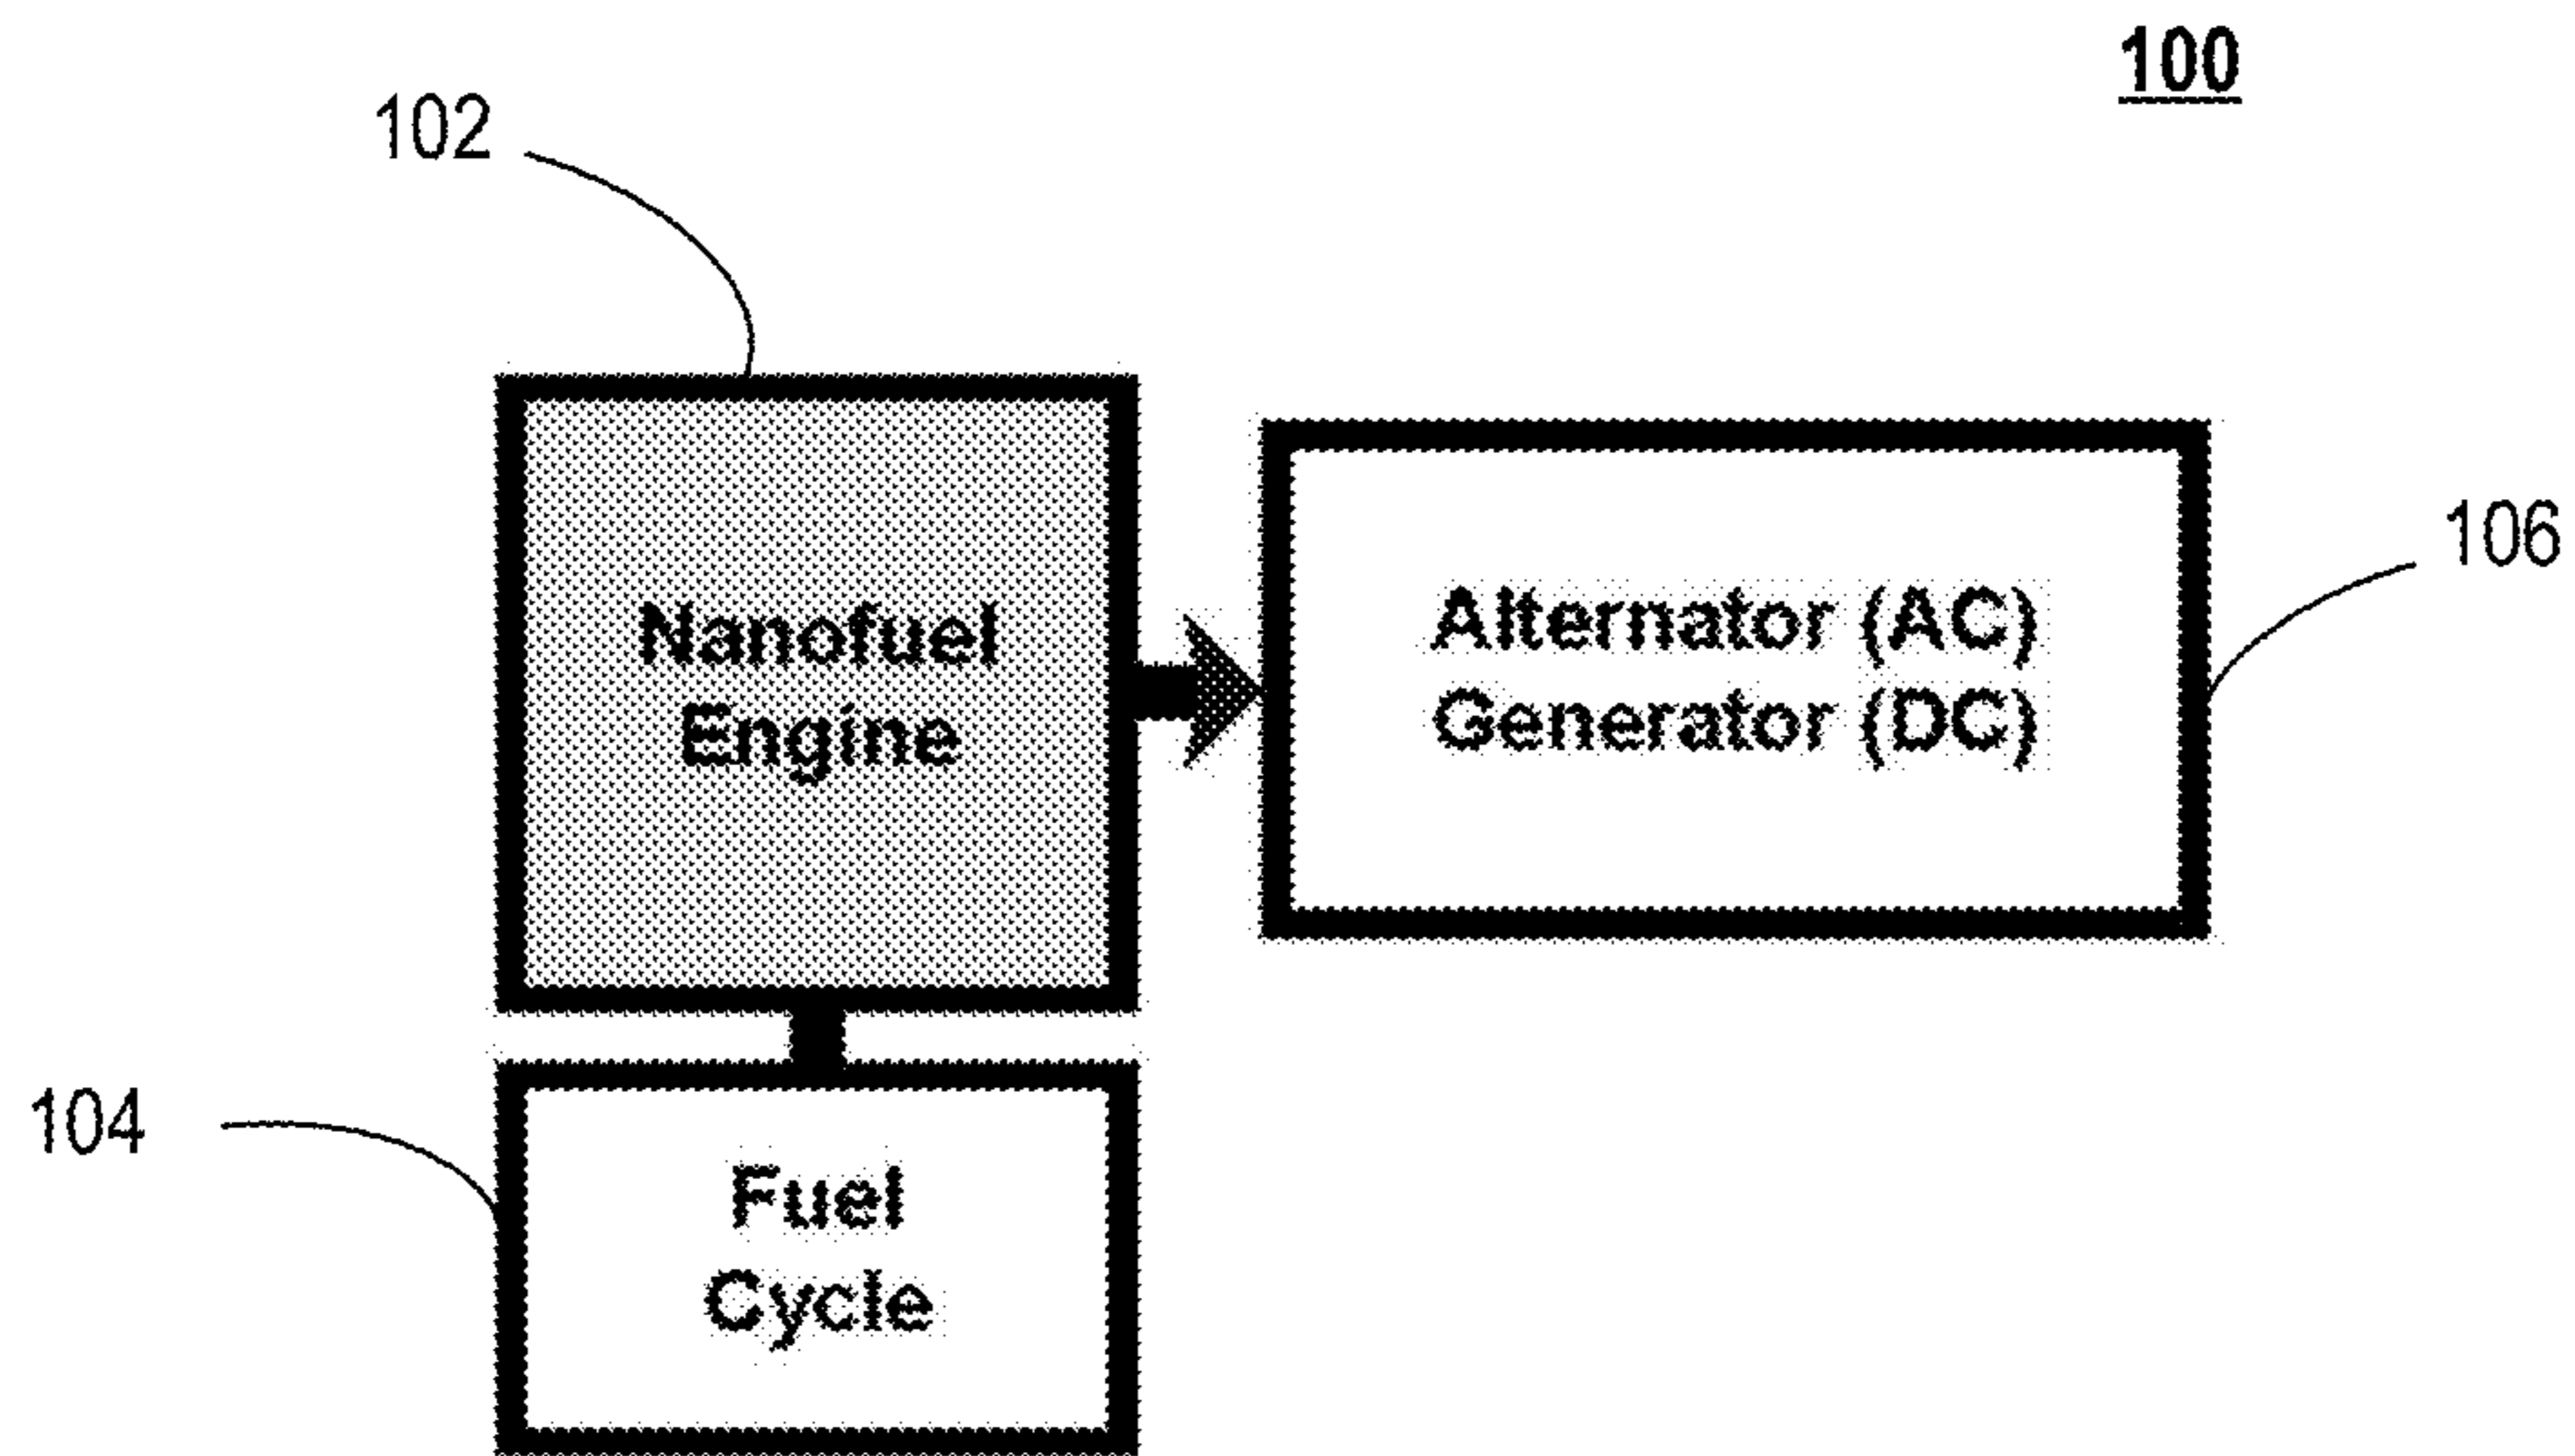 100
102
Nanofuel
Engine
Alternator (AC)
Generator (DC)
106
104
Fuel
Cycle